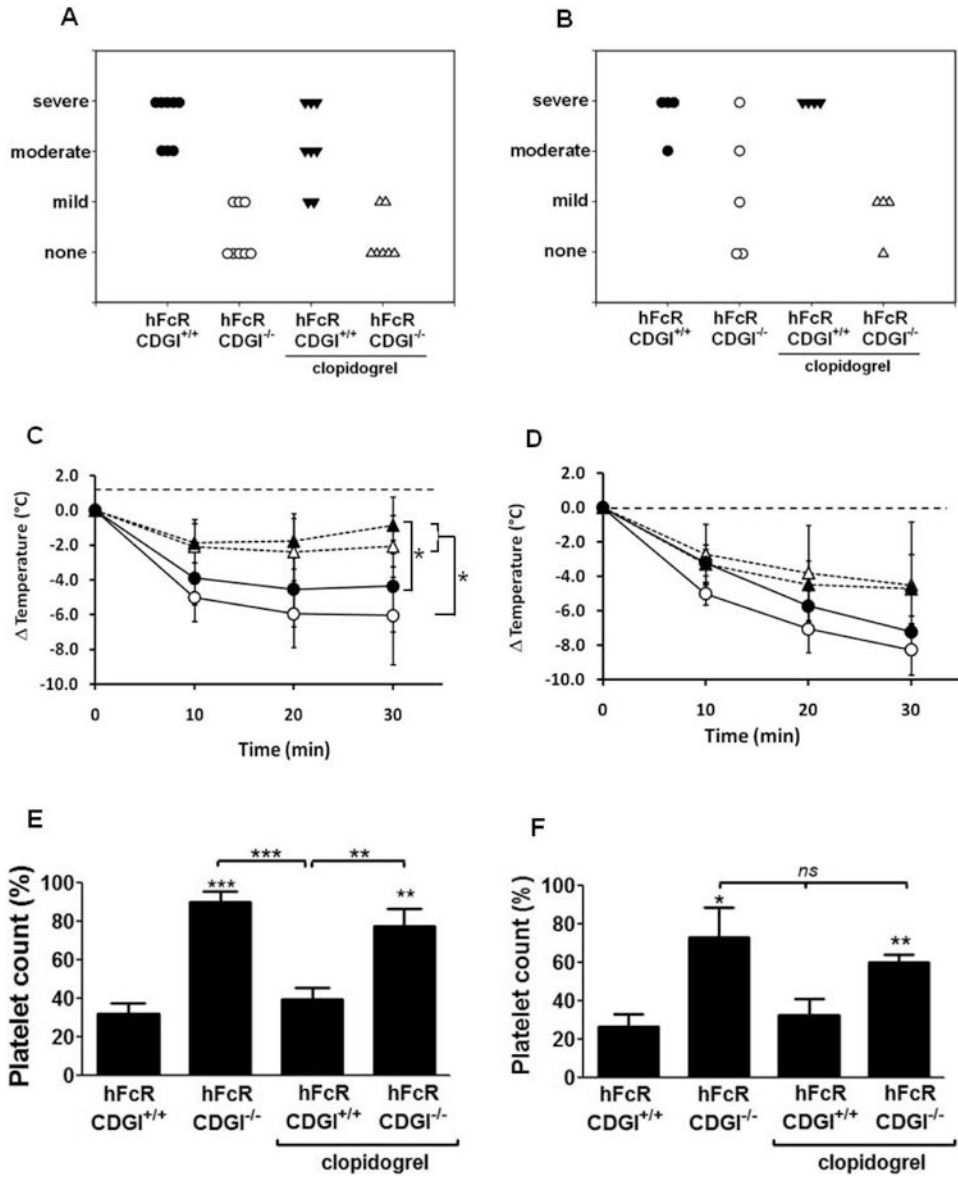 A
severe
moderate
mild
none
hFcR CDGI+/+
hFcR CDGI-/-
hFcR CDGI+/+
hFcR CDGI-/-
clopidogrel
B
severe
moderate
mild
none
hFcR CDGI+/+
hFcR CDGI-/-
hFcR CDGI+/+
hFcR CDGI-/-
clopidogrel
C
Δ Temperature (°C)
2.0
0.0
-2.0
-4.0
-6.0
-8.0
-10.0
*
*
0 10 20 30
Time (min)
D
Δ Temperature (°C)
2.0
0.0
-2.0
-4.0
-6.0
-8.0
-10.0
0 10 20 30
Time (min)
E
Platelet count (%)
100
80
60
40
20
0
***
**
***
**
hFcR CDGI+/+
hFcR CDGI-/-
hFcR CDGI+/+
hFcR CDGI-/-
clopidogrel
F
Platelet count (%)
100
80
60
40
20
0
ns
*
**
hFcR CDGI+/+
hFcR CDGI-/-
hFcR CDGI+/+
hFcR CDGI-/-
clopidogrel